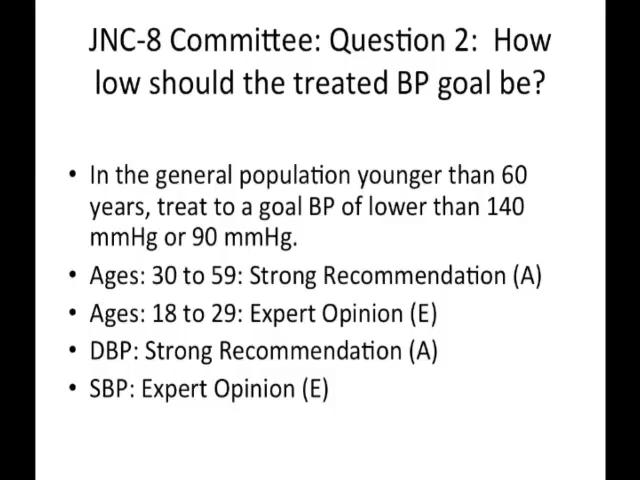 JNC-8 Committee: Question 2:  How
low should the treated BP goal be?
• In the general population younger than 60
years, treat to a goal BP of lower than 140
mmHg or 90 mmHg.
• Ages: 30 to 59: Strong Recommendation (A)
• Ages: 18 to 29: Expert Opinion (E)
• DBP: Strong Recommendation (A)
• SBP: Expert Opinion (E)